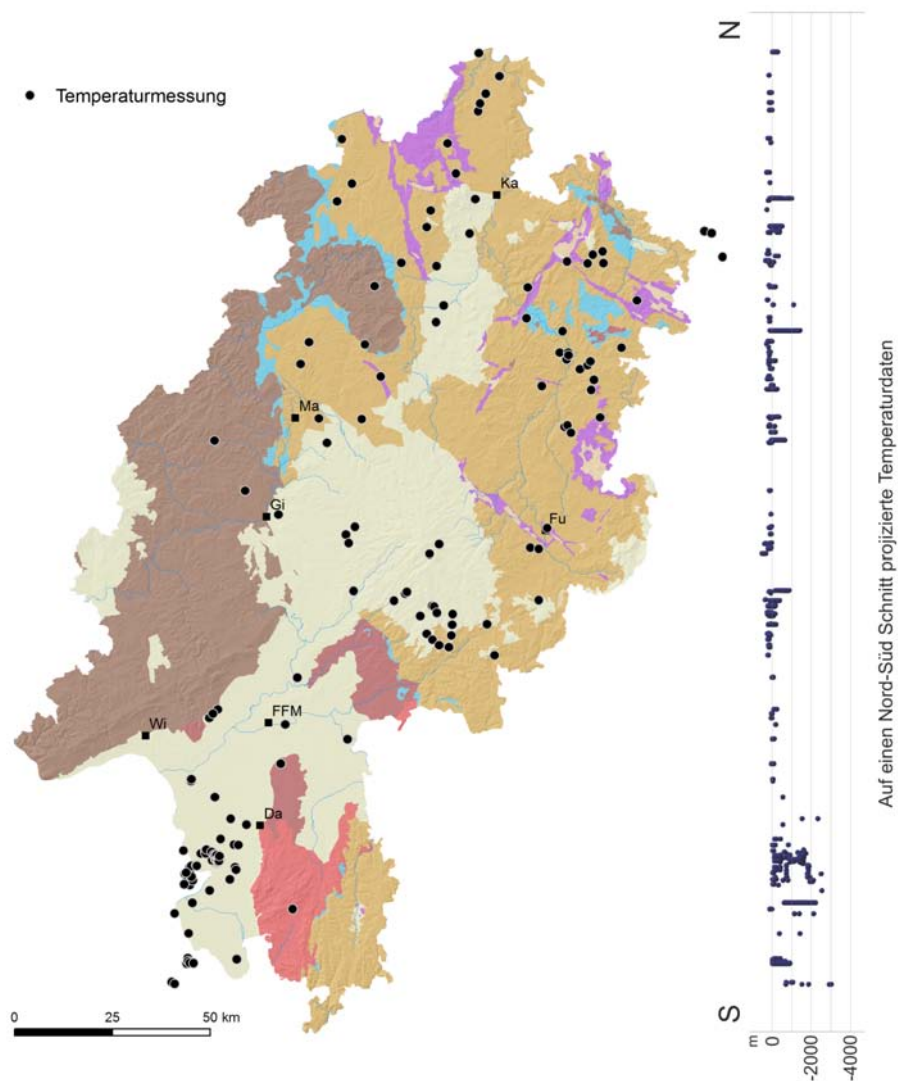 N
Temperaturmessung
Ka
Ma
Gi
Fu
FFM
Wi
Da
0 25 50 km
S
m 0 -2000 -4000
Auf einen Nord-Süd Schnitt projizierte Temperaturdaten